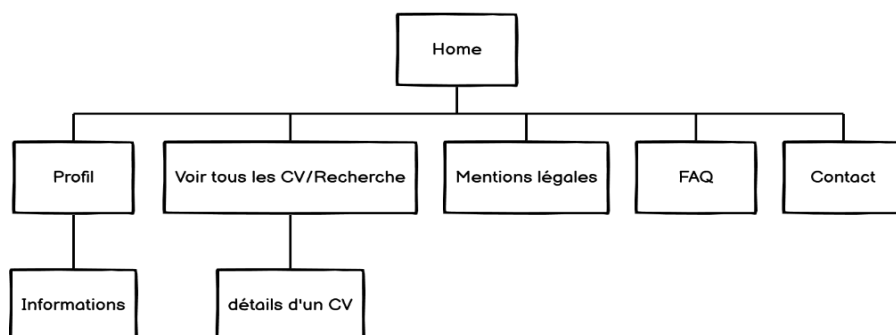 Home
Profil
Voir tous les CV/Recherche
Mentions légales
FAQ
Contact
Informations
détails d'un CV